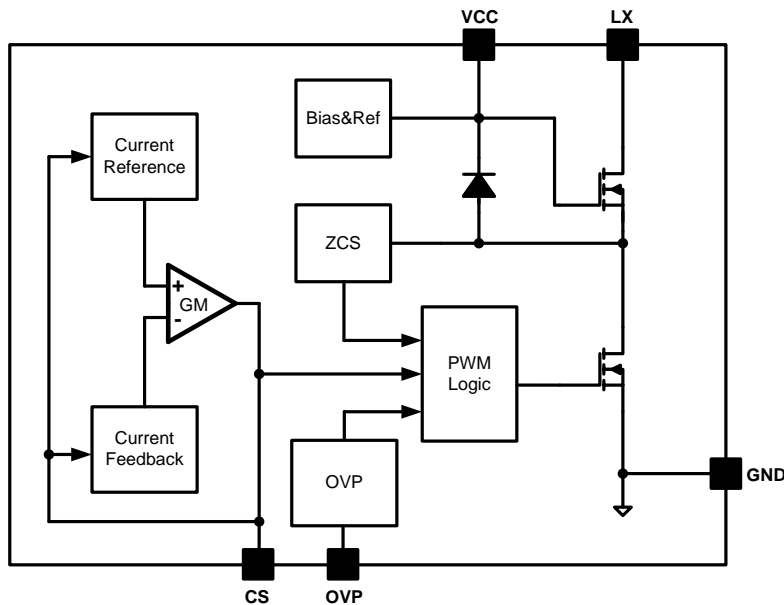 VCC
LX
Bias&Ref
Current
Reference
ZCS
+
GM
-
PWM
Logic
Current
Feedback
OVP
GND
CS
OVP